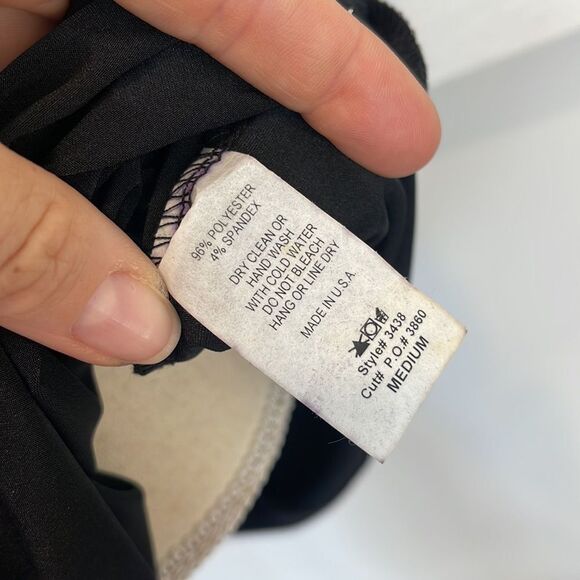 96% POLYESTER
4% SPANDEX
DRY CLEAN OR
HAND WASH
WITH COLD WATER
DO NOT BLEACH
HANG OR LINE DRY
MADE IN U.S.A.
Style# 3438
Cut# P.O.# 3860
MEDIUM